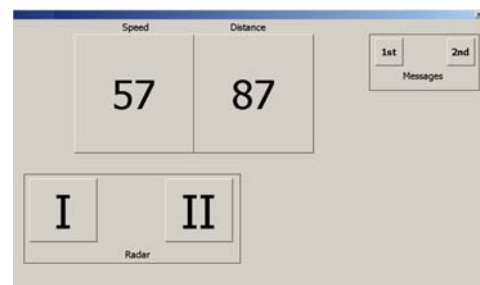 Speed Distance
57 87
1st 2nd
Messages
I II
Radar